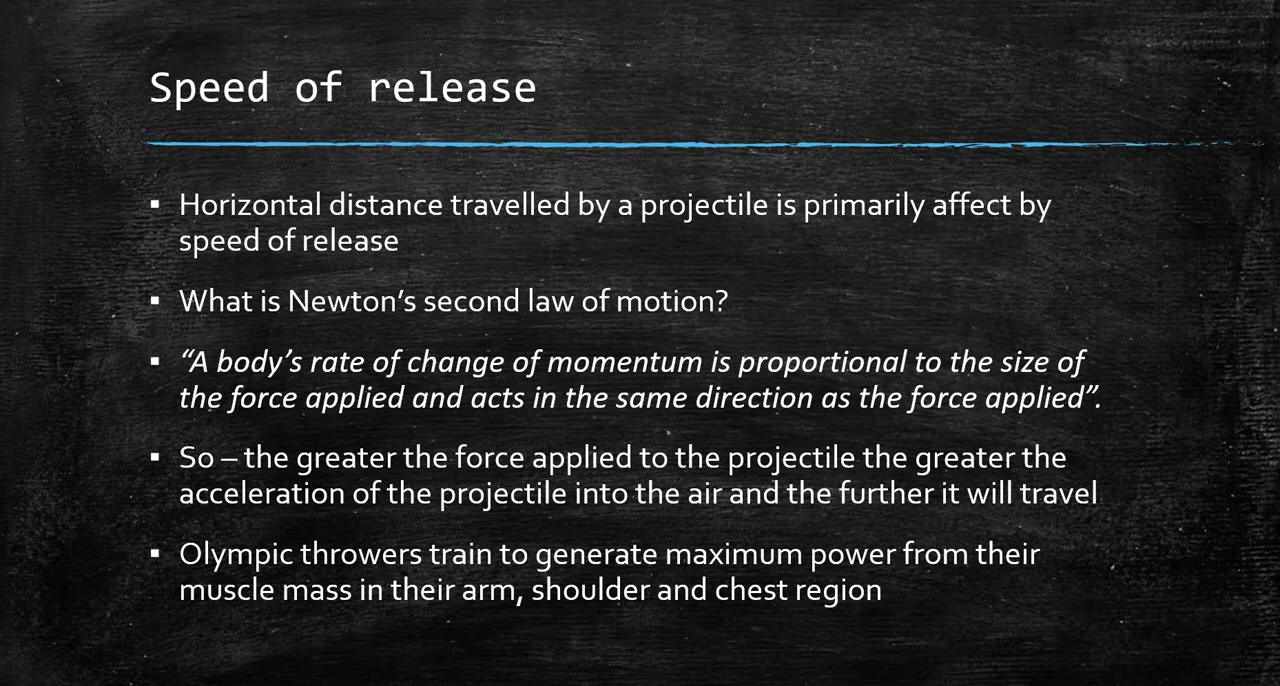 Speed of release
▪ Horizontal distance travelled by a projectile is primarily affect by
speed of release
▪ What is Newton’s second law of motion?
▪ “A body’s rate of change of momentum is proportional to the size of
the force applied and acts in the same direction as the force applied”.
▪ So – the greater the force applied to the projectile the greater the
acceleration of the projectile into the air and the further it will travel
▪ Olympic throwers train to generate maximum power from their
muscle mass in their arm, shoulder and chest region